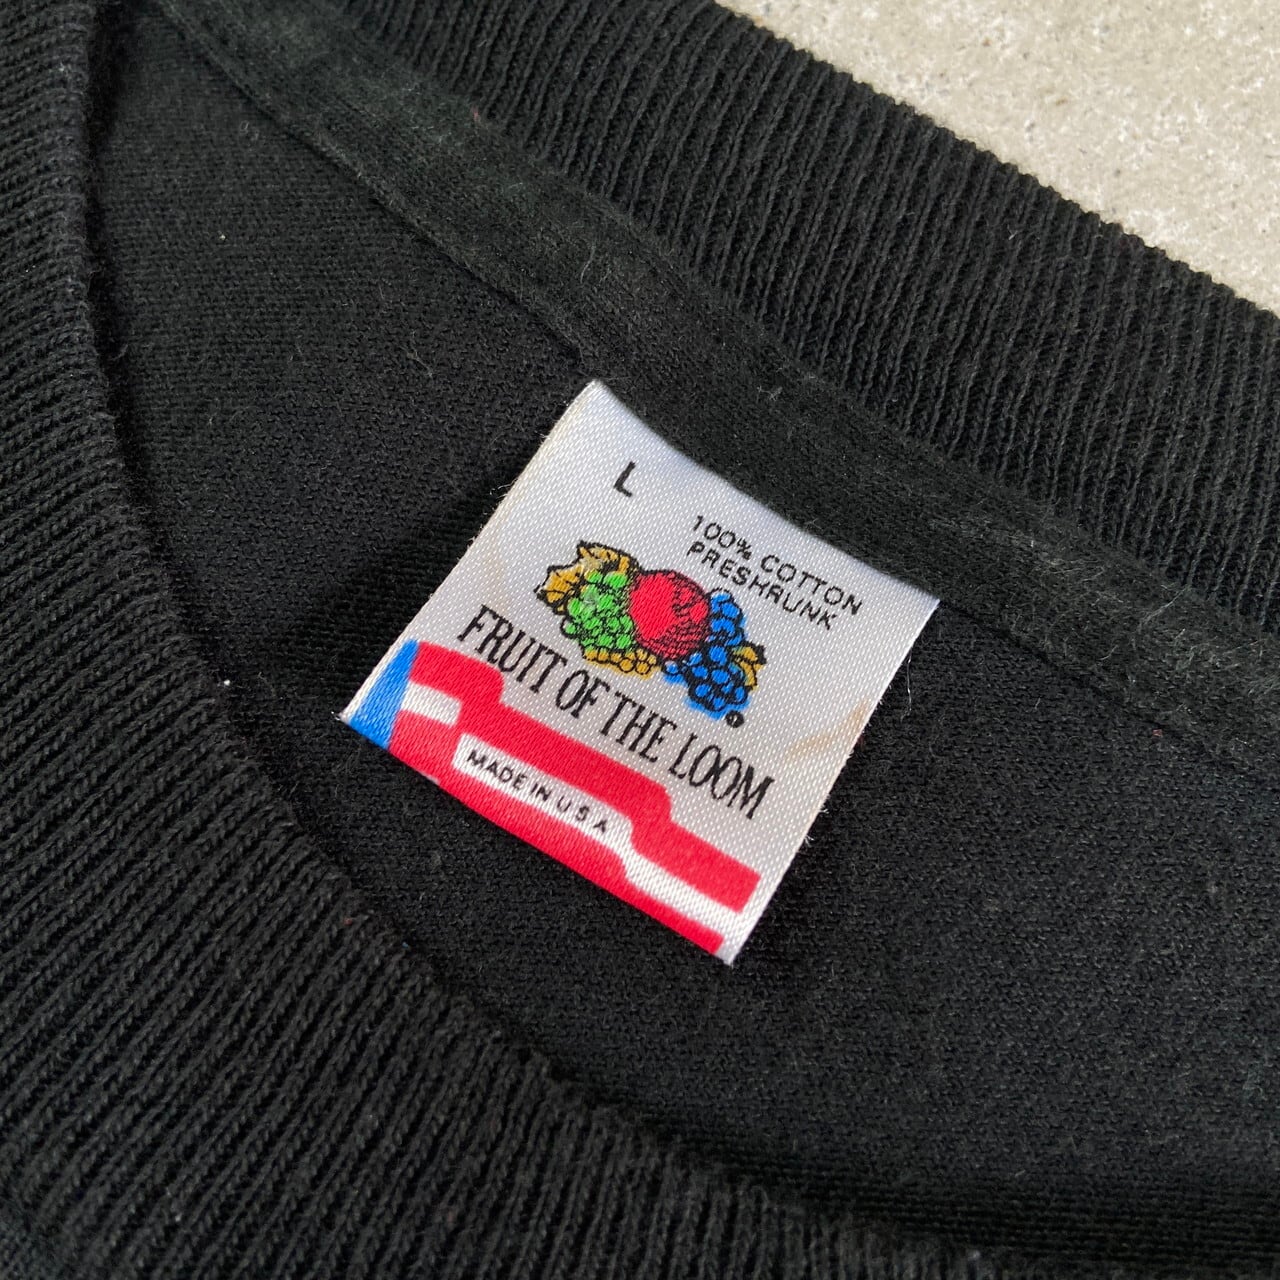 L
100% COTTON
PRESHRUNK
FRUIT OF THE LOOM
®
MADE IN U S A